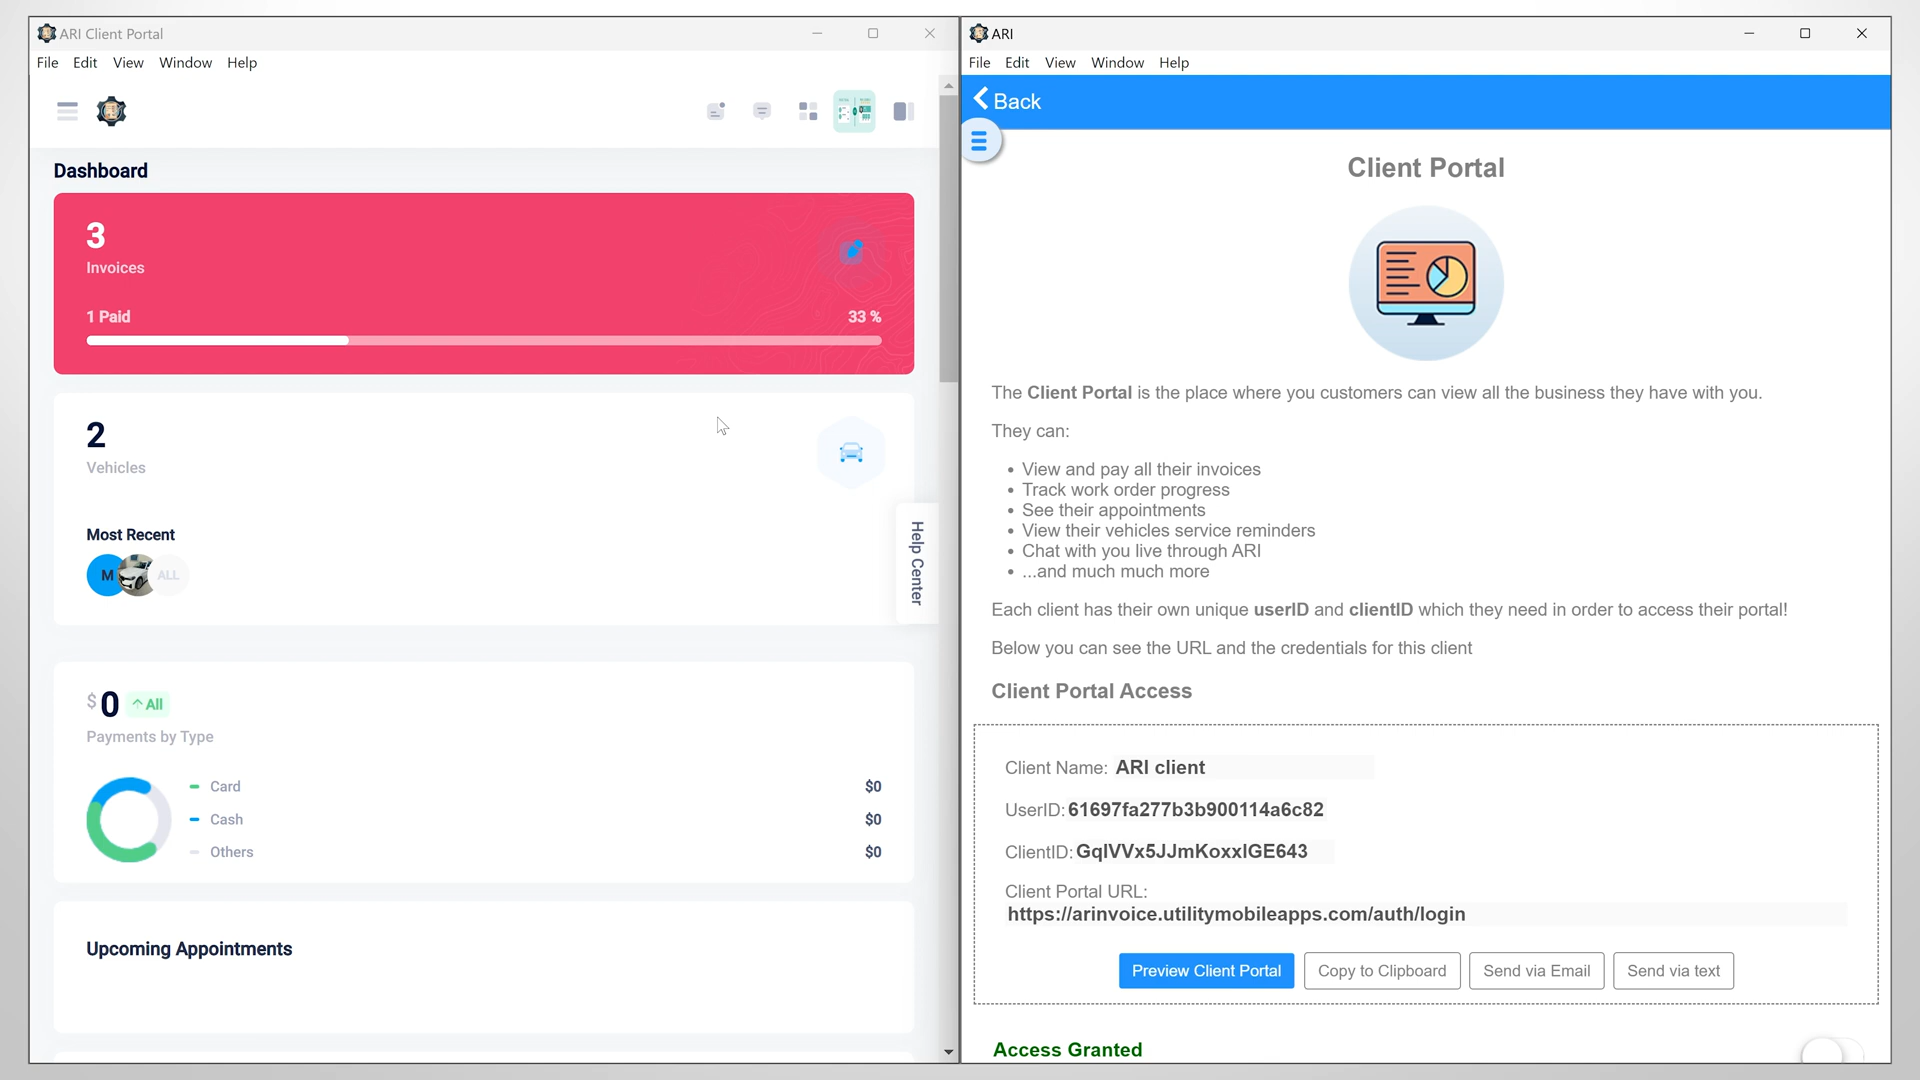 ARI Client Portal
File Edit View Window Help
Dashboard
3
Invoices
1 Paid
33 %
2
Vehicles
Most Recent
M
ALL
Help Center
$ 0 All
Payments by Type
Card $0
Cash $0
Others $0
Upcoming Appointments
ARI
File Edit View Window Help
Back
Client Portal
The Client Portal is the place where you customers can view all the business they have with you.
They can:
• View and pay all their invoices
• Track work order progress
• See their appointments
• View their vehicles service reminders
• Chat with you live through ARI
• ...and much much more
Each client has their own unique userID and clientID which they need in order to access their portal!
Below you can see the URL and the credentials for this client
Client Portal Access
Client Name: ARI client
UserID: 61697fa277b3b900114a6c82
ClientID: GqlVVx5JJmKoxxlGE643
Client Portal URL:
https://arinvoice.utilitymobileapps.com/auth/login
Preview Client Portal
Copy to Clipboard
Send via Email
Send via text
Access Granted